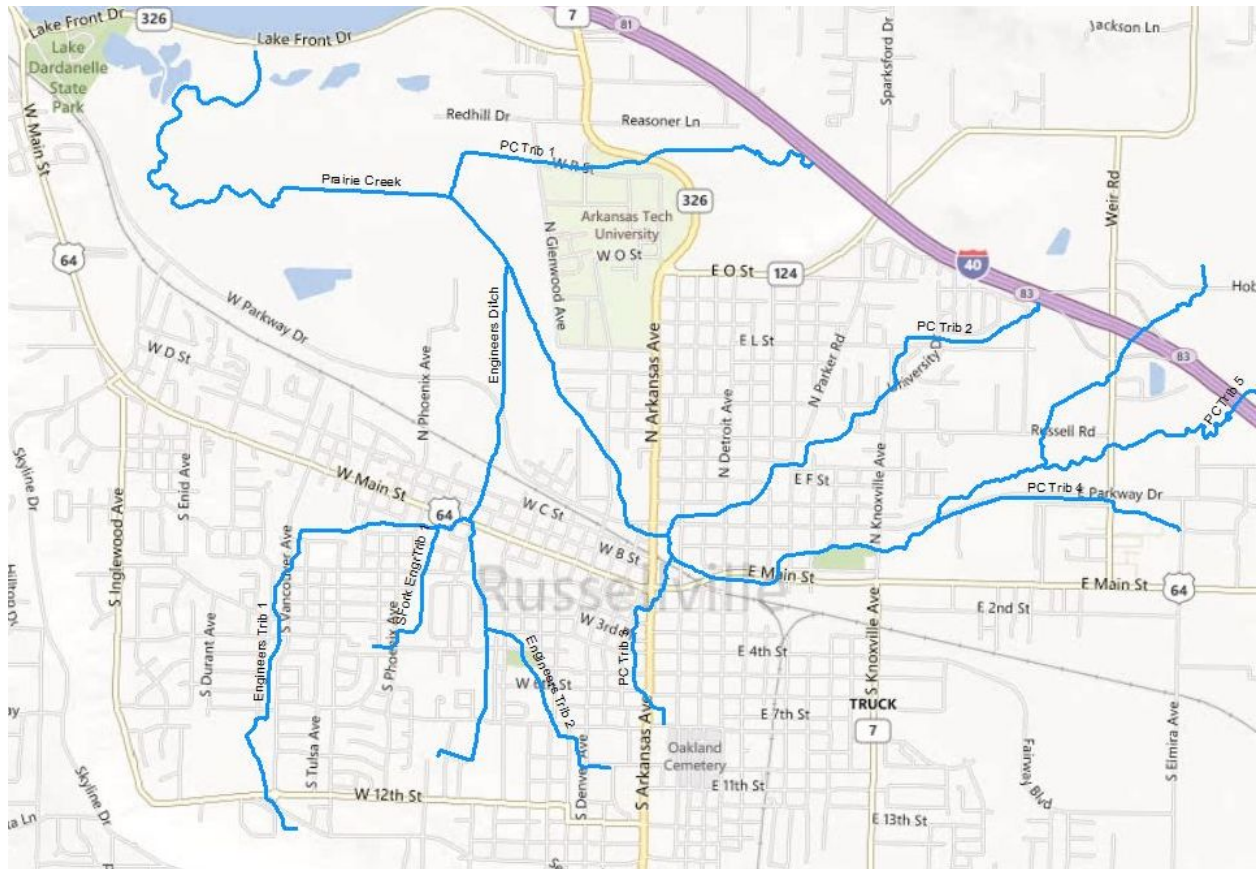 Lake Front Dr
326
Lake Front Dr
7
81
Jackson Ln
Lake
Dardanelle
State
Park
Sparksford Dr
W Main St
Redhill Dr
Reasoner Ln
PC Trib 1
W R St
Prairie Creek
326
Weir Rd
Arkansas Tech
University
64
N Glenwood Ave
W O St
E O St
124
40
83
Hob
W Parkway Dr
Engineers Ditch
PC Trib 2
N Arkansas Ave
E L St
N Parker Rd
University Dr
83
W D St
N Phoenix Ave
N Detroit Ave
PC Trib 5
Russell Rd
Skyline Dr
S Enid Ave
W Main St
E F St
N Knoxville Ave
PC Trib 4
E Parkway Dr
64
W C St
S Inglewood Ave
S Vancouver Ave
W B St
E Main St
E Main St
64
Russellville
E 2nd St
S Durant Ave
Engineers Trib 1
S Phoenix Ave
W 3rd
E 4th St
S Knoxville Ave
Engineers Trib 2
TRUCK
7
E 7th St
S Tulsa Ave
Oakland
Cemetery
S Elmira Ave
Skyline Dr
W 12th St
S Arkansas Ave
E 11th St
Fairway Blvd
E 13th St